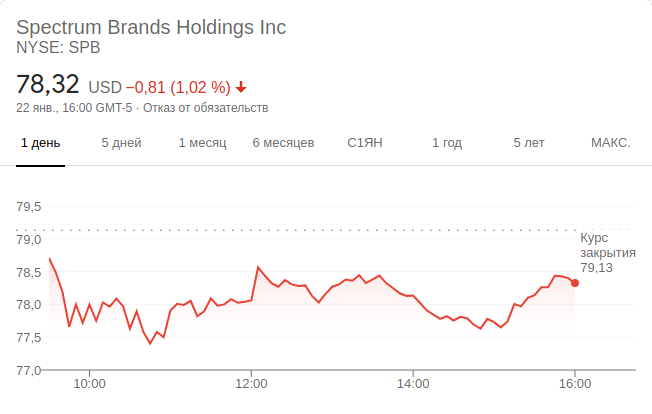 Spectrum Brands Holdings Inc
NYSE: SPB
78,32 USD −0,81 (1,02 %)
22 янв., 16:00 GMT-5 · Отказ от обязательств
1 день 5 дней 1 месяц 6 месяцев С1ЯН 1 год 5 лет МАКС.
79,5
79,0
78,5
78,0
77,5
77,0
Курс
закрытия
79,13
10:00 12:00 14:00 16:00